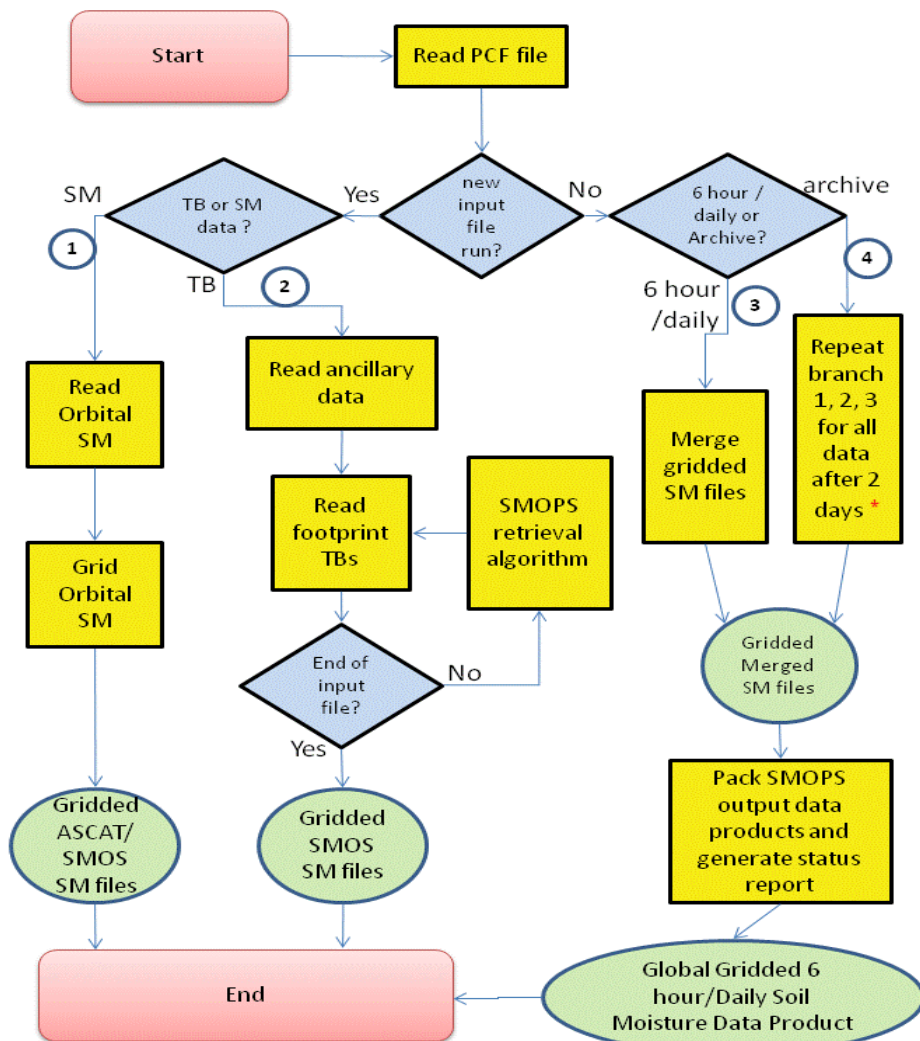 Start
Read PCF file
new
input
file
run?
Yes
No
TB or SM
data ?
SM
1
TB
2
6 hour /
daily or
Archive?
archive
4
6 hour
/daily
3
Read
Orbital
SM
Grid
Orbital
SM
Gridded
ASCAT/
SMOS
SM files
Read ancillary
data
Read
footprint
TBs
SMOPS
retrieval
algorithm
End of
input
file?
No
Yes
Gridded
SMOS
SM files
Merge
gridded
SM files
Repeat
branch
1, 2, 3
for all
data
after 2
days *
Gridded
Merged
SM files
Pack SMOPS
output data
products and
generate status
report
Global Gridded 6
hour/Daily Soil
Moisture Data Product
End